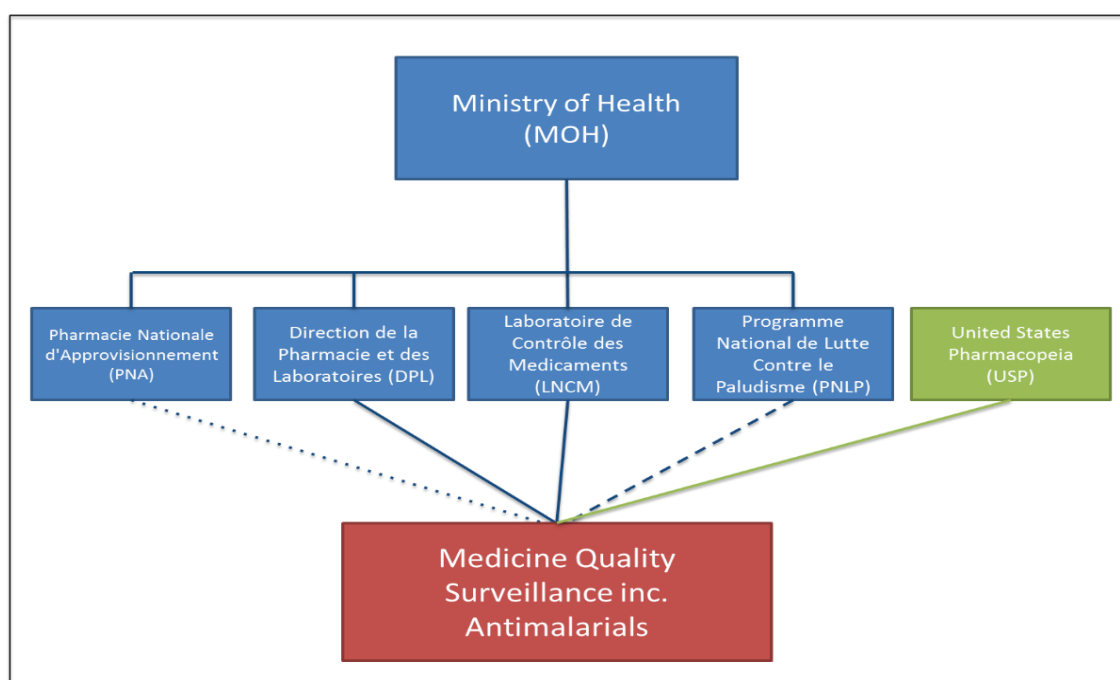 Ministry of Health
(MOH)
Pharmacie Nationale
d'Approvisionnement
(PNA)
Direction de la
Pharmacie et des
Laboratoires (DPL)
Laboratoire de
Contrôle des
Medicaments
(LNCM)
Programme
National de Lutte
Contre le
Paludisme (PNLP)
United States
Pharmacopeia
(USP)
Medicine Quality
Surveillance inc.
Antimalarials